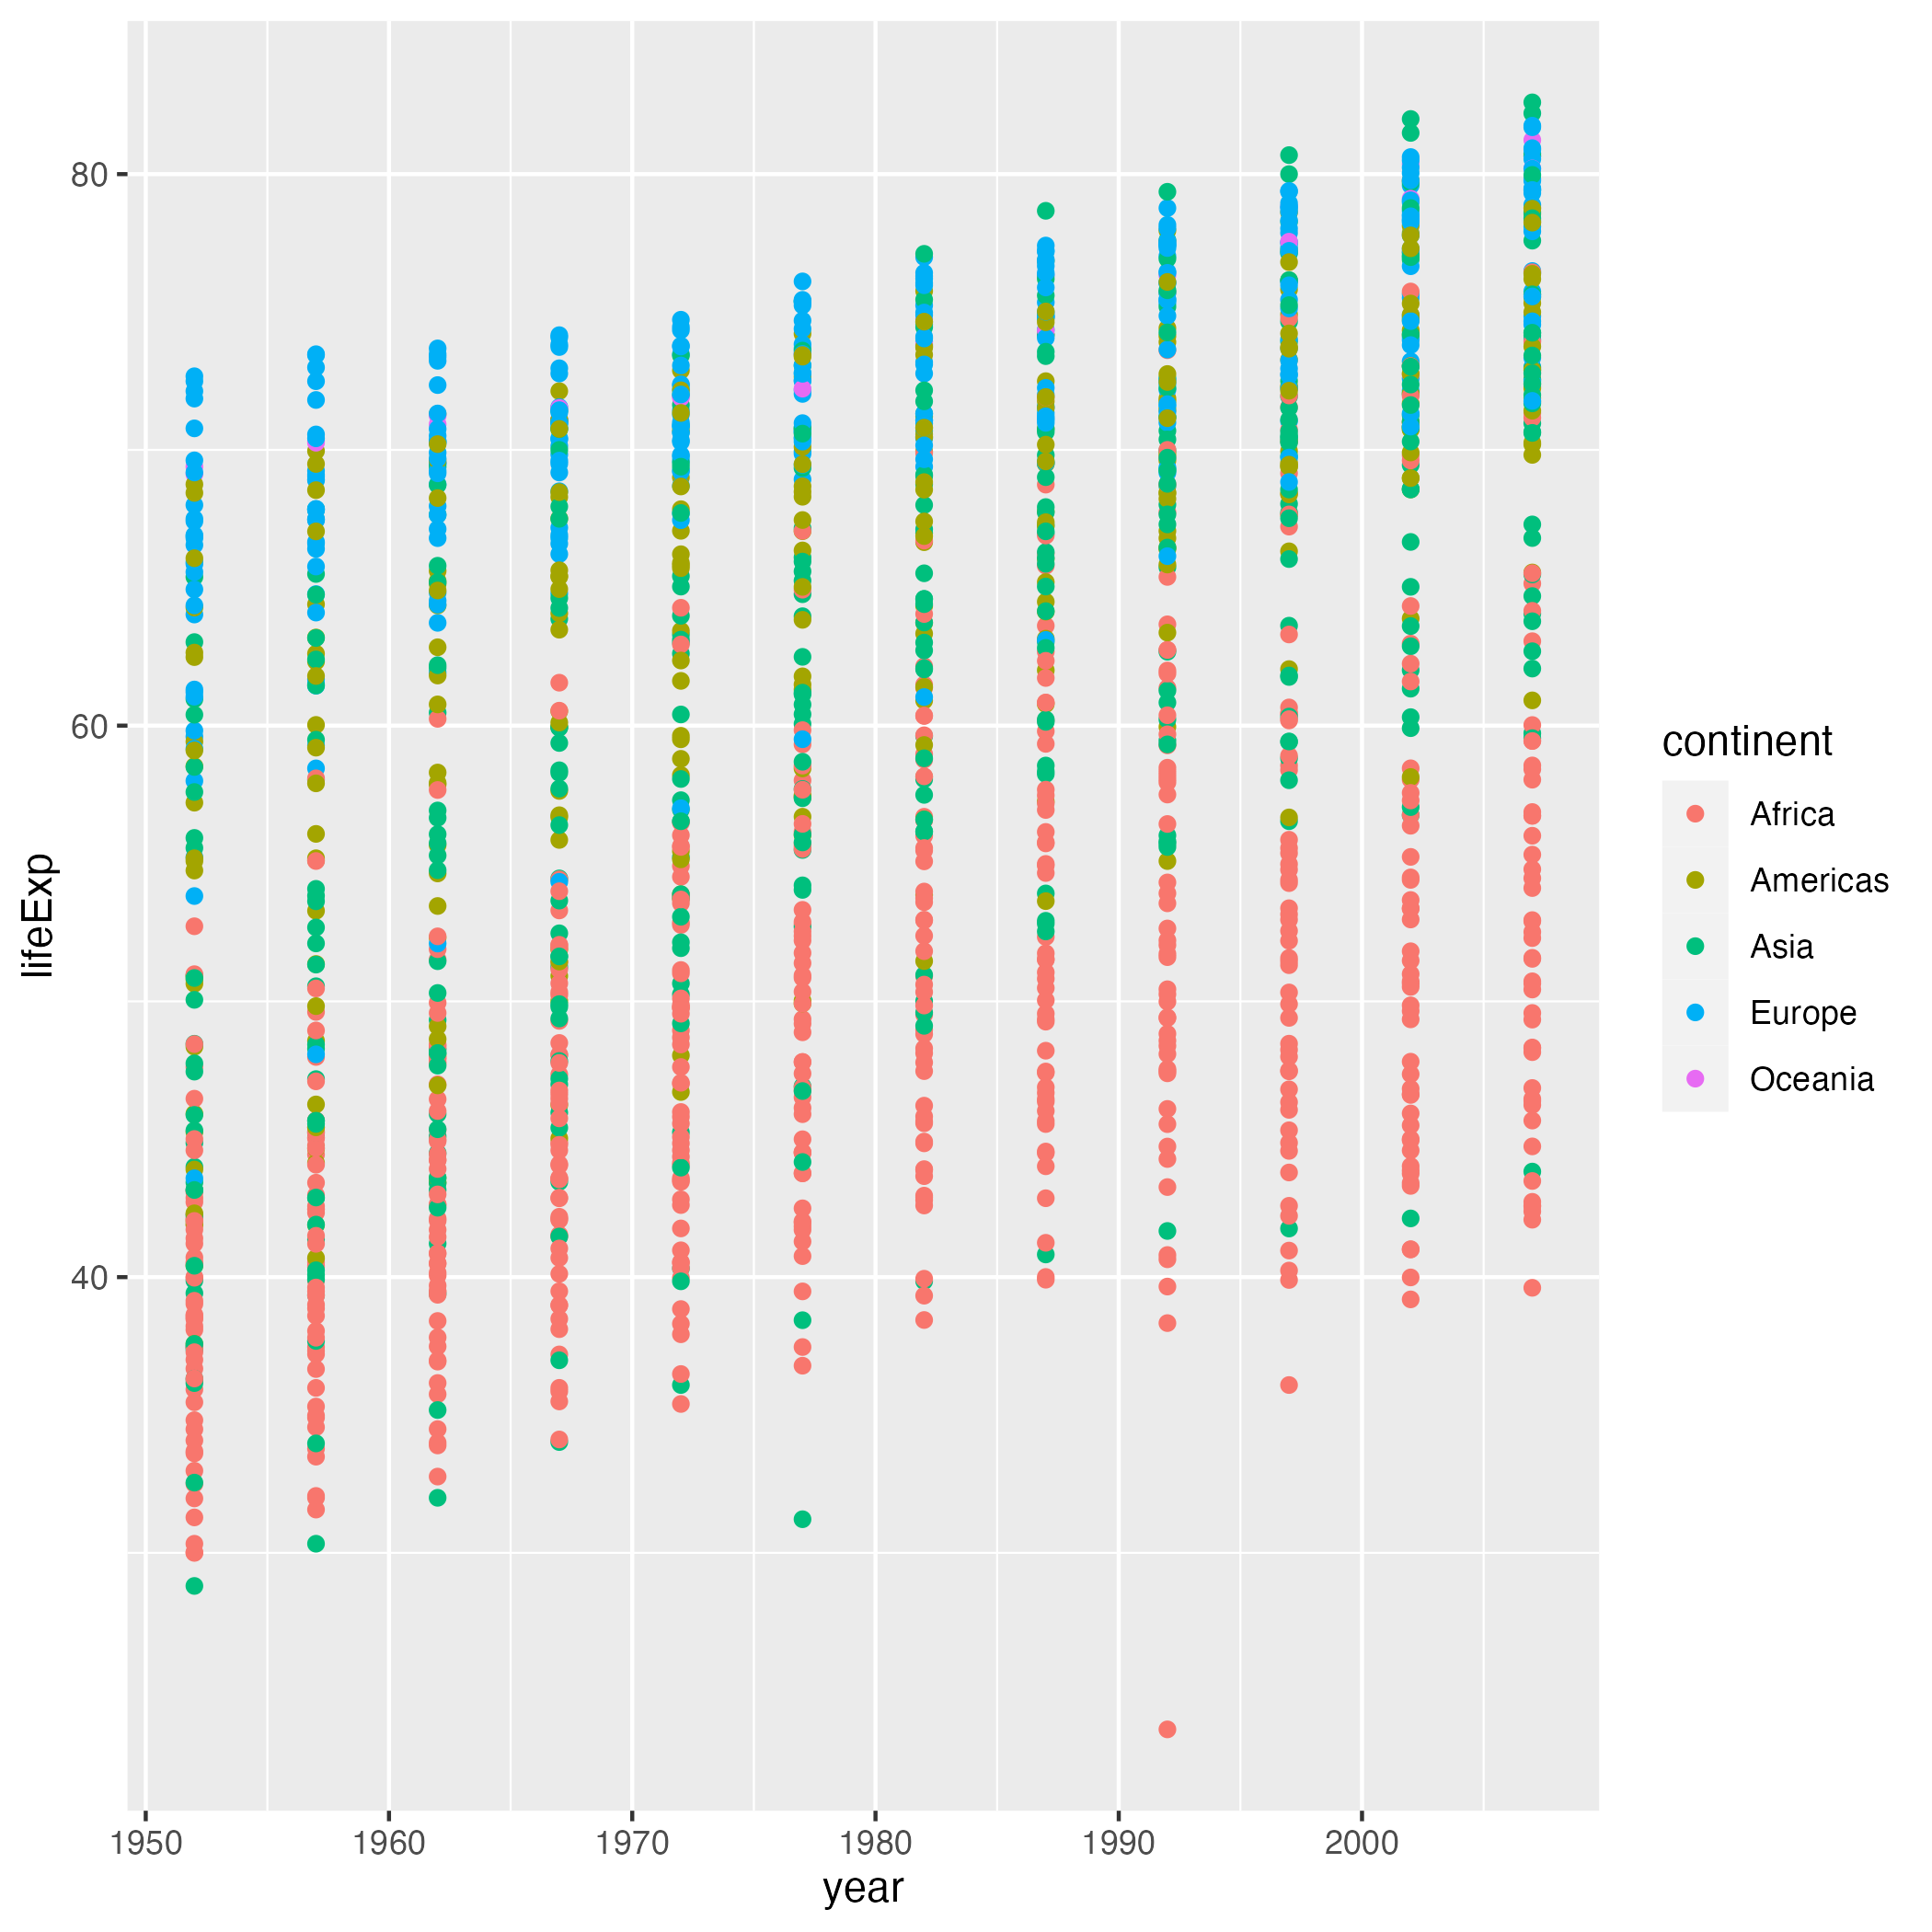 80
60
40
lifeExp
1950 1960 1970 1980 1990 2000
year
continent
Africa
Americas
Asia
Europe
Oceania